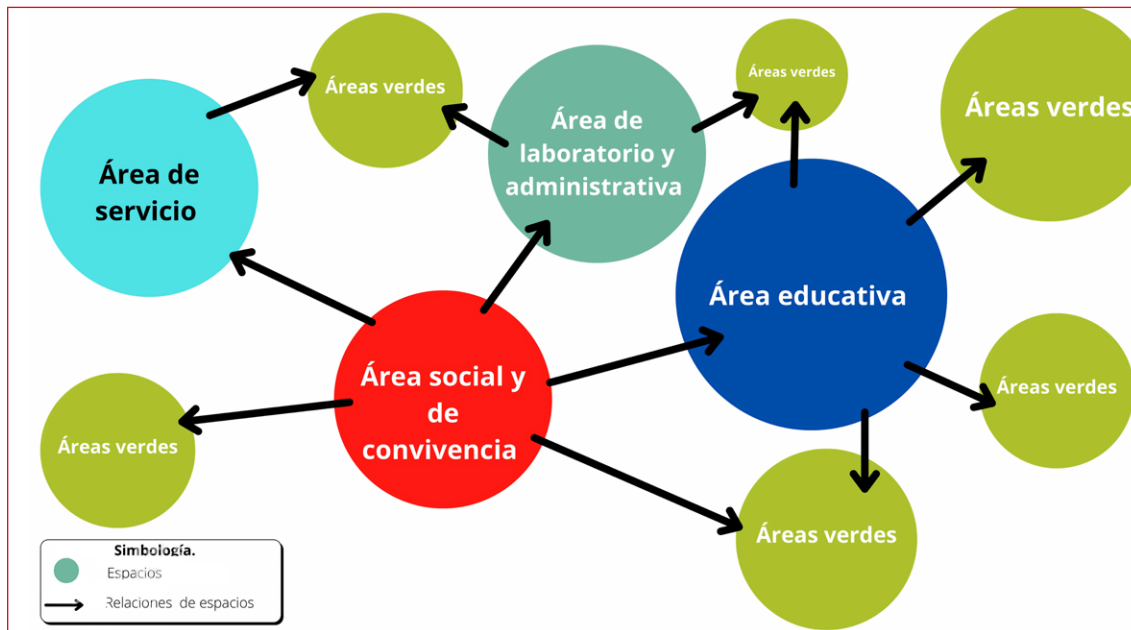 Áreas verdes
Áreas verdes
Áreas verdes
Área de
laboratorio y
administrativa
Área de
servicio
Área educativa
Área social y
de
convivencia
Áreas verdes
Áreas verdes
Áreas verdes
Simbología.
Espacios
Relaciones de espacios